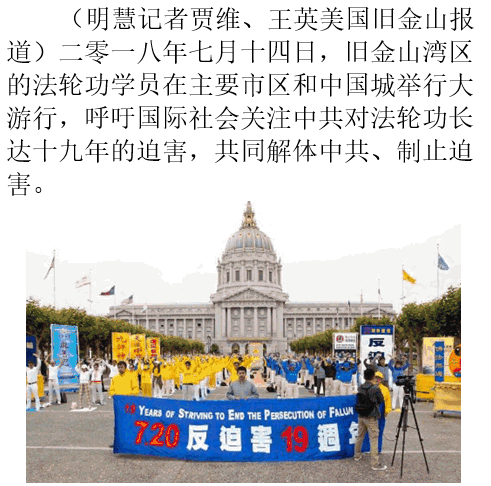 （明慧记者贾维、王英美国旧金山报
道）二零一八年七月十四日，旧金山湾区
的法轮功学员在主要市区和中国城举行大
游行，呼吁国际社会关注中共对法轮功长
达十九年的迫害，共同解体中共、制止迫
害。
19 YEARS OF STRIVING TO END THE PERSECUTION OF FALUN
7.20 反迫害 19 週年
反迫